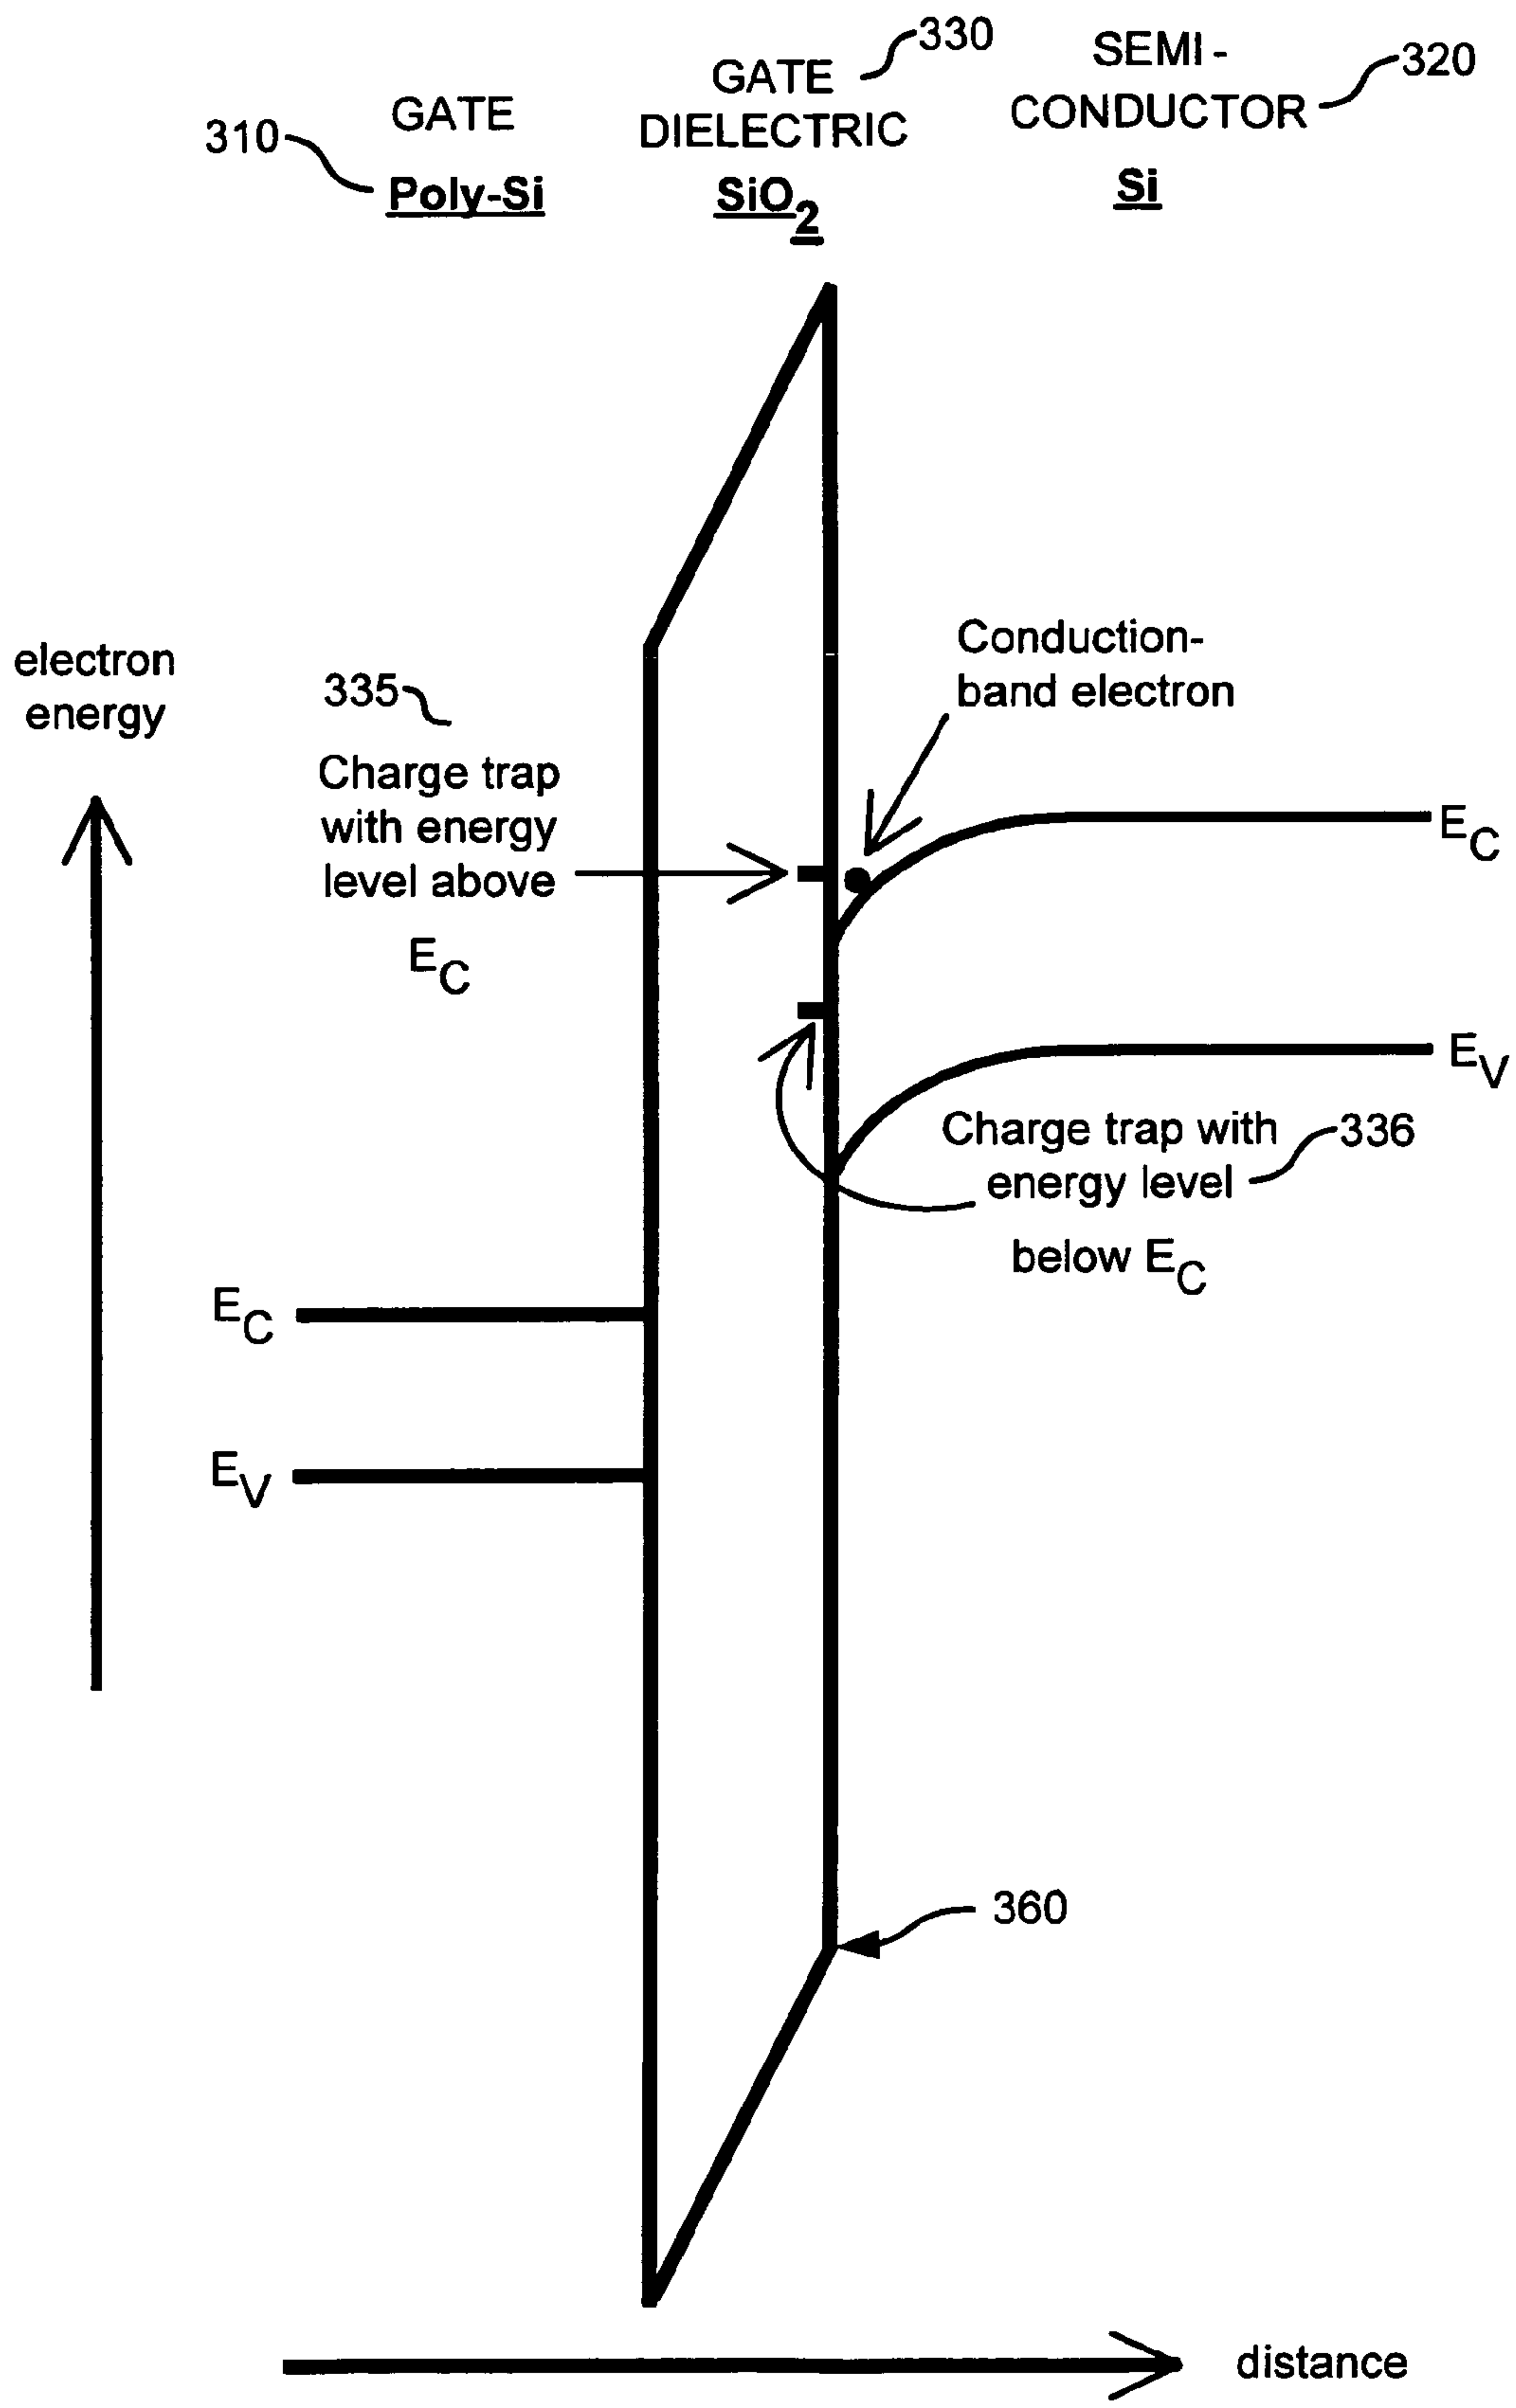 330
SEMI-
320
GATE
CONDUCTOR
GATE
310
DIELECTRIC
Poly-Si
SiO2
Si
electron
energy
335
Charge trap
with energy
level above
EC
Conduction-
band electron
EC
EV
Charge trap with
336
energy level
below EC
EC
EV
360
distance